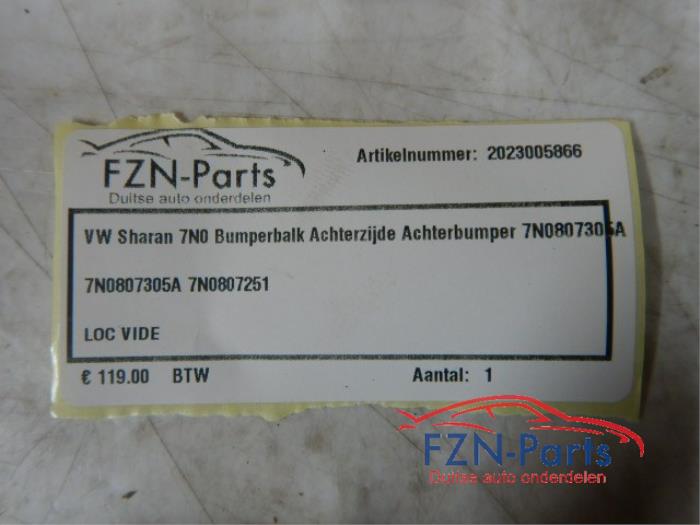 FZN-Parts
Duitse auto onderdelen
Artikelnummer: 2023005866
VW Sharan 7N0 Bumperbalk Achterzijde Achterbumper 7N0807305A
7N0807305A 7N0807251
LOC VIDE
€ 119.00 BTW
Aantal: 1
FZN-Parts
Duitse auto onderdelen